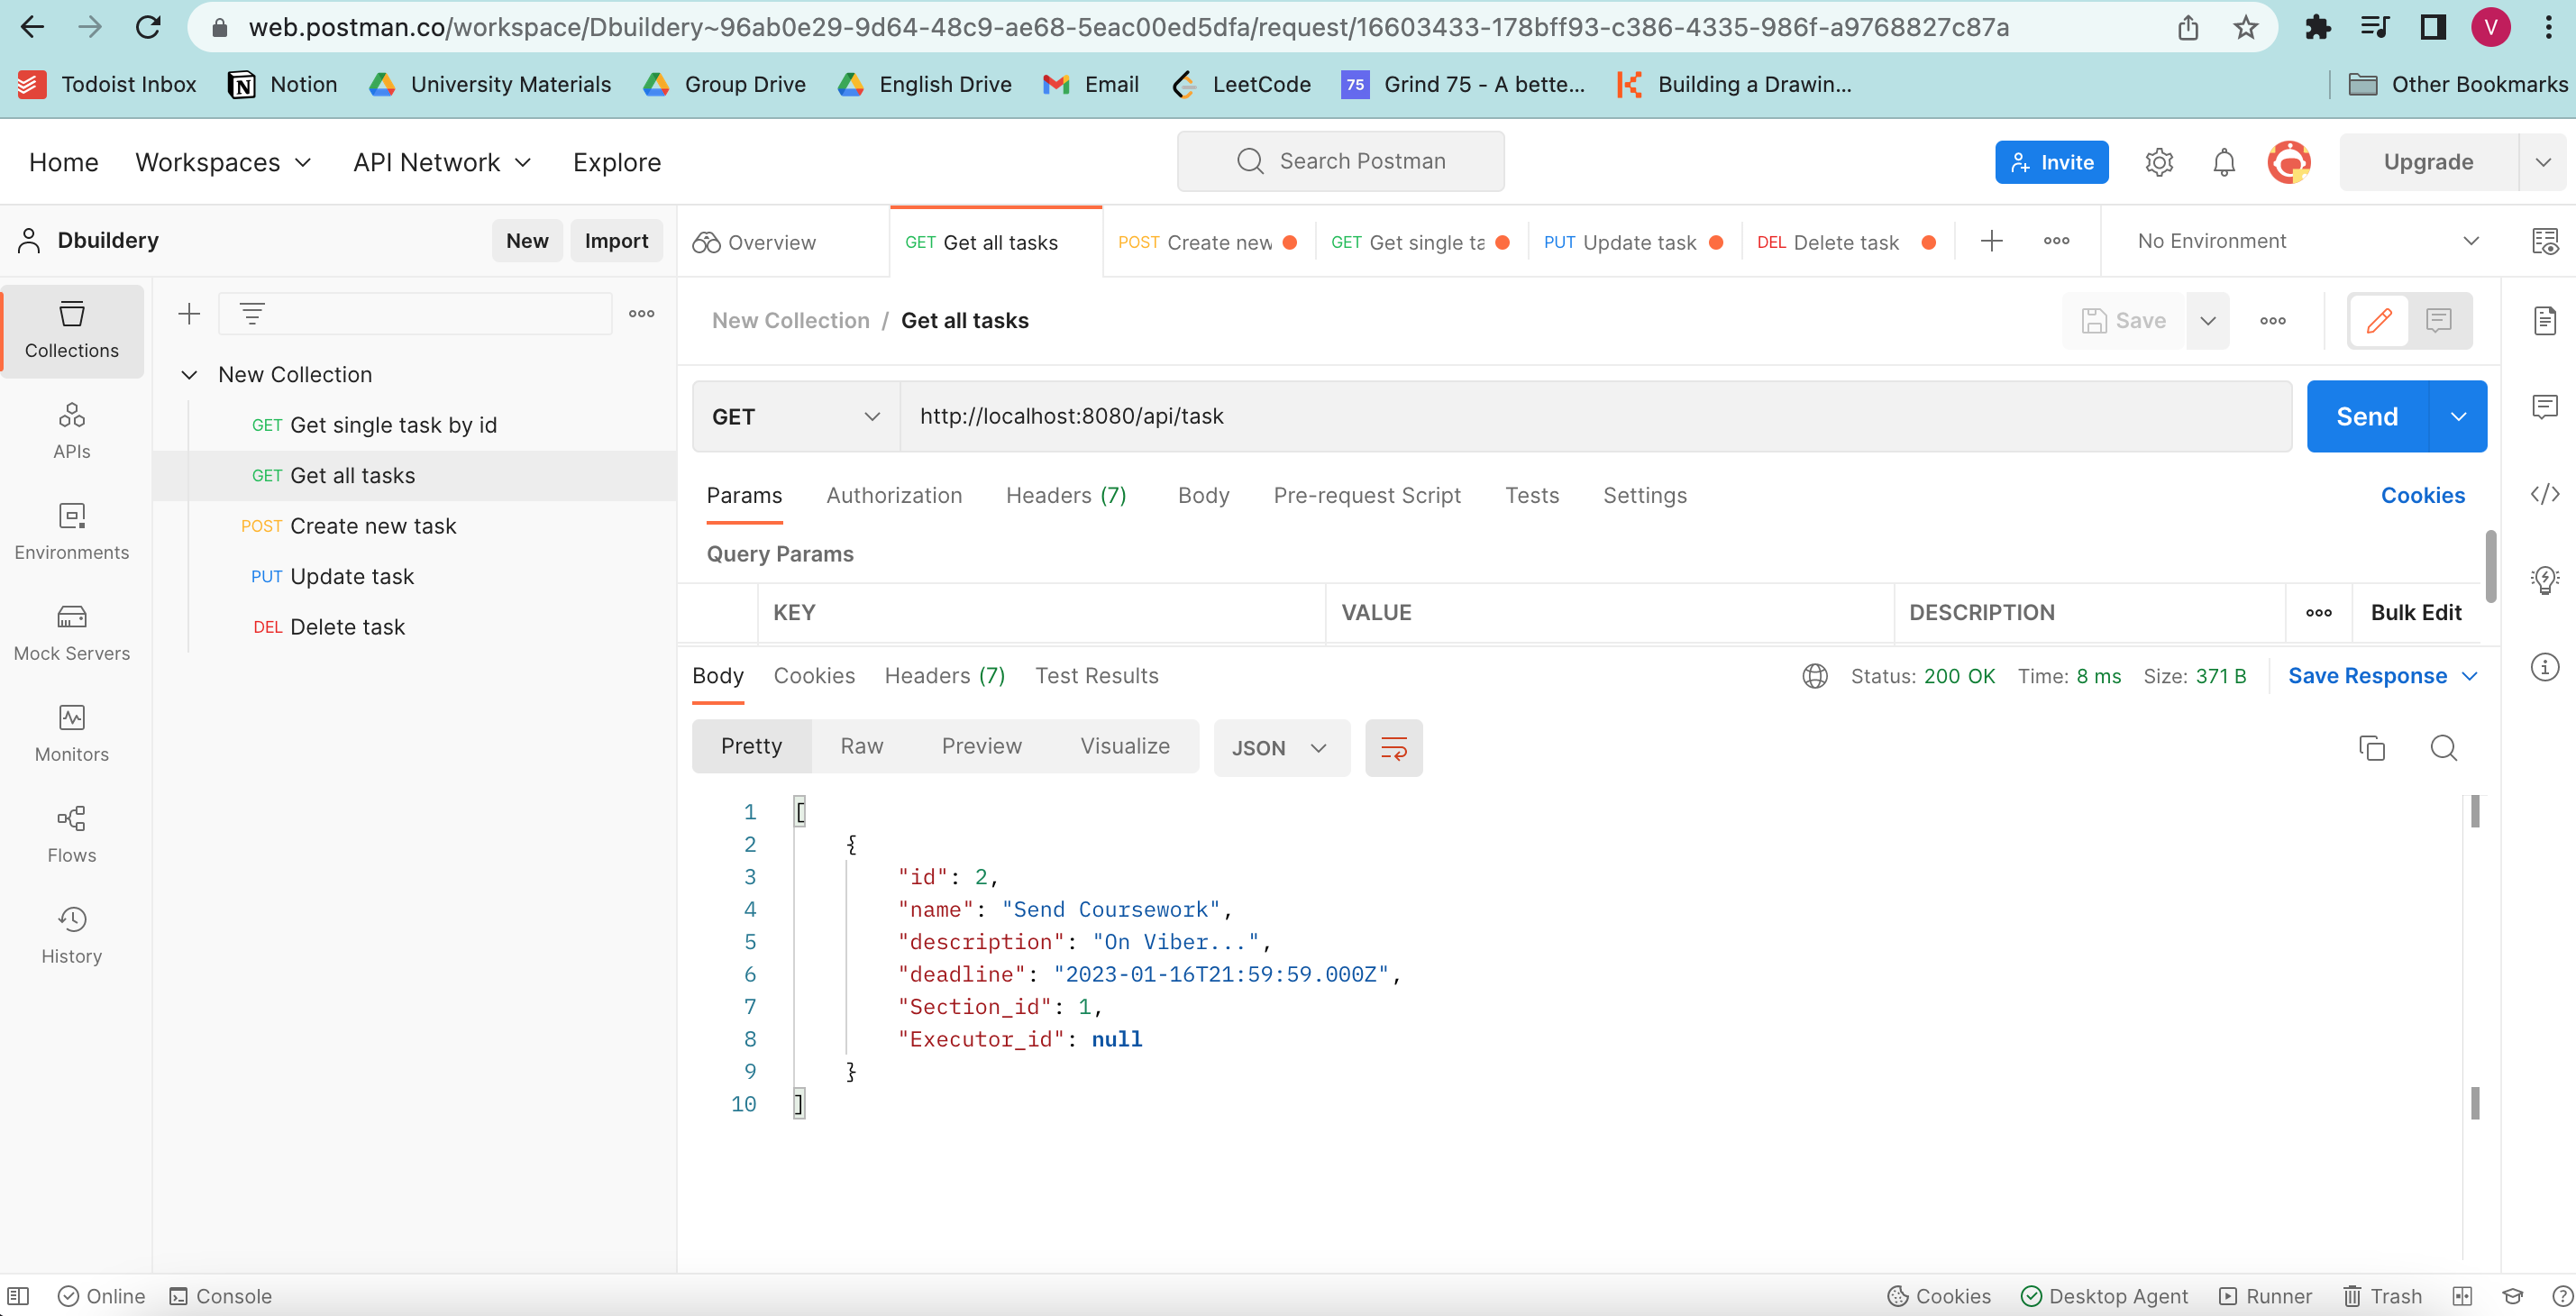 web.postman.co/workspace/Dbuildery~96ab0e29-9d64-48c9-ae68-5eac00ed5dfa/request/16603433-178bff93-c386-4335-986f-a9768827c87a
V
Todoist Inbox Notion University Materials Group Drive English Drive Email LeetCode 75 Grind 75 - A bette... Building a Drawin... Other Bookmarks
Home Workspaces API Network Explore Search Postman Invite Upgrade
Dbuildery New Import Overview GET Get all tasks POST Create new GET Get single ta PUT Update task DEL Delete task No Environment
New Collection / Get all tasks Save
Collections
New Collection
GET Get single task by id
GET Get all tasks
POST Create new task
PUT Update task
DEL Delete task
APIs
Environments
Mock Servers
Monitors
Flows
History
GET http://localhost:8080/api/task Send
Params Authorization Headers (7) Body Pre-request Script Tests Settings Cookies
Query Params
KEY VALUE DESCRIPTION Bulk Edit
Body Cookies Headers (7) Test Results Status: 200 OK Time: 8 ms Size: 371 B Save Response
Pretty Raw Preview Visualize JSON
1 [
2 {
3 "id": 2,
4 "name": "Send Coursework",
5 "description": "On Viber...",
6 "deadline": "2023-01-16T21:59:59.000Z",
7 "Section_id": 1,
8 "Executor_id": null
9 }
10 ]
Online Console Cookies Desktop Agent Runner Trash